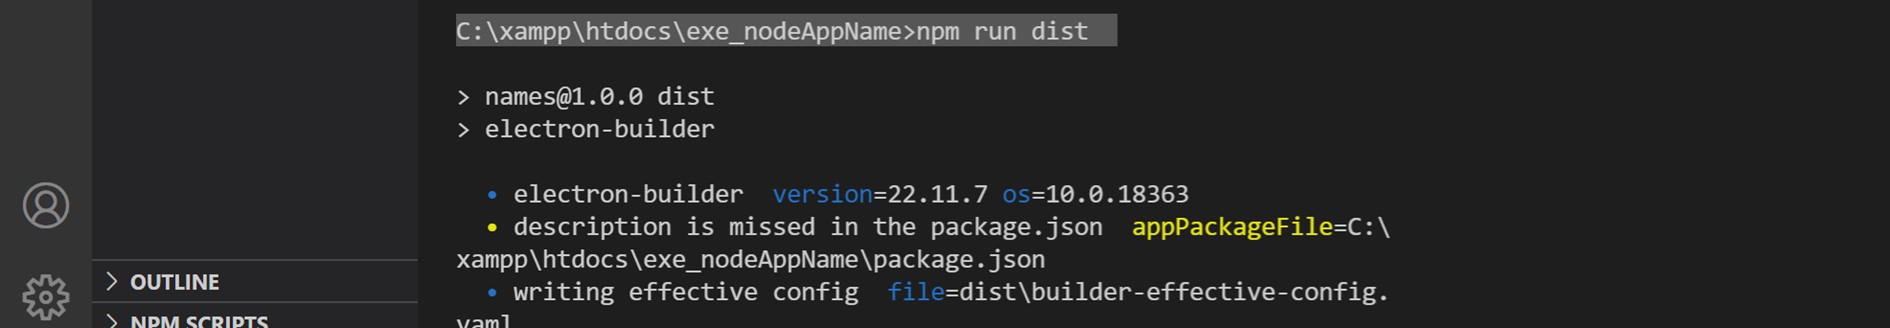 C:\xampp\htdocs\exe_nodeAppName>npm run dist
> names@1.0.0 dist
> electron-builder
• electron-builder  version=22.11.7 os=10.0.18363
• description is missed in the package.json  appPackageFile=C:\
xampp\htdocs\exe_nodeAppName\package.json
• writing effective config  file=dist\builder-effective-config.
yaml
OUTLINE
NPM SCRIPTS